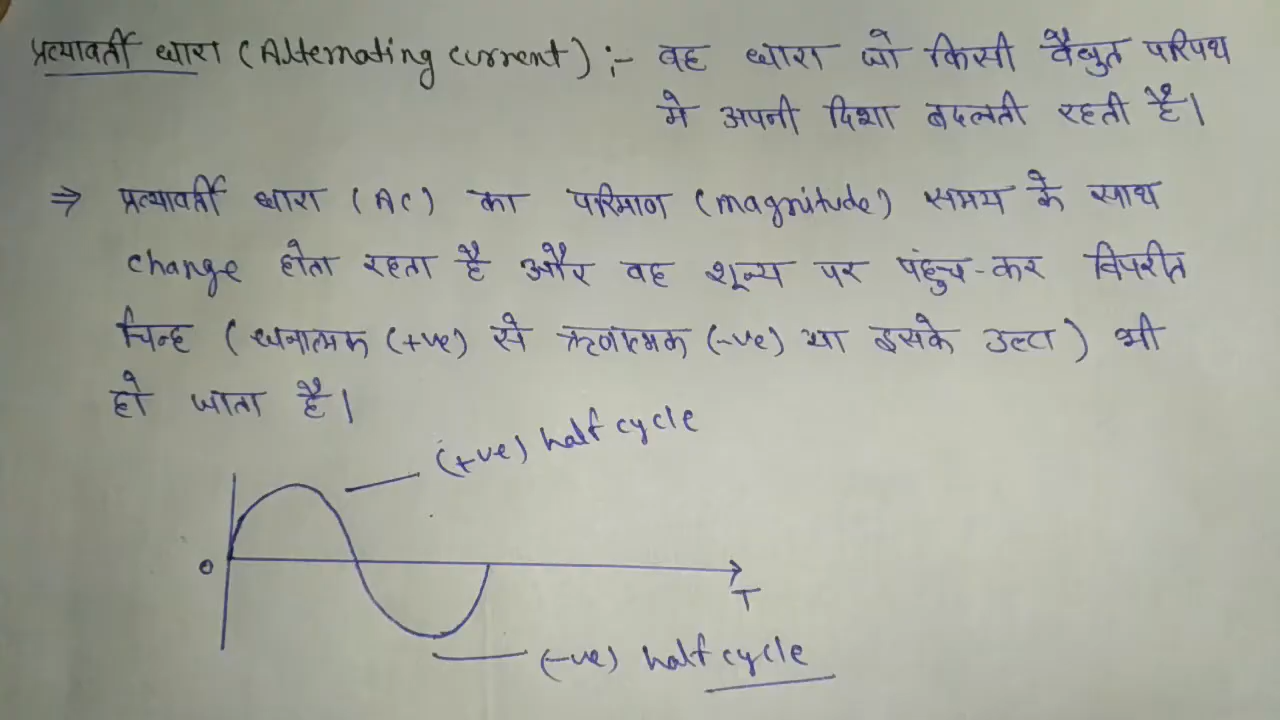 प्रत्यावर्ती धारा (Alternating current) :- वह धारा जो किसी वैधुत परिपथ
मे अपनी दिशा बदलती रहती है।
⇒ प्रत्यावर्ती धारा (AC) का परिमाण (magnitude) समय के साथ
change होता रहता है और वह शून्य पर पहुंच-कर विपरीत
चिन्ह (धनात्मक (+ve) से ऋणात्मक (-ve) या इसके उल्टा) भी
हो जाता है।
(+ve) half cycle
0
T
(-ve) half cycle